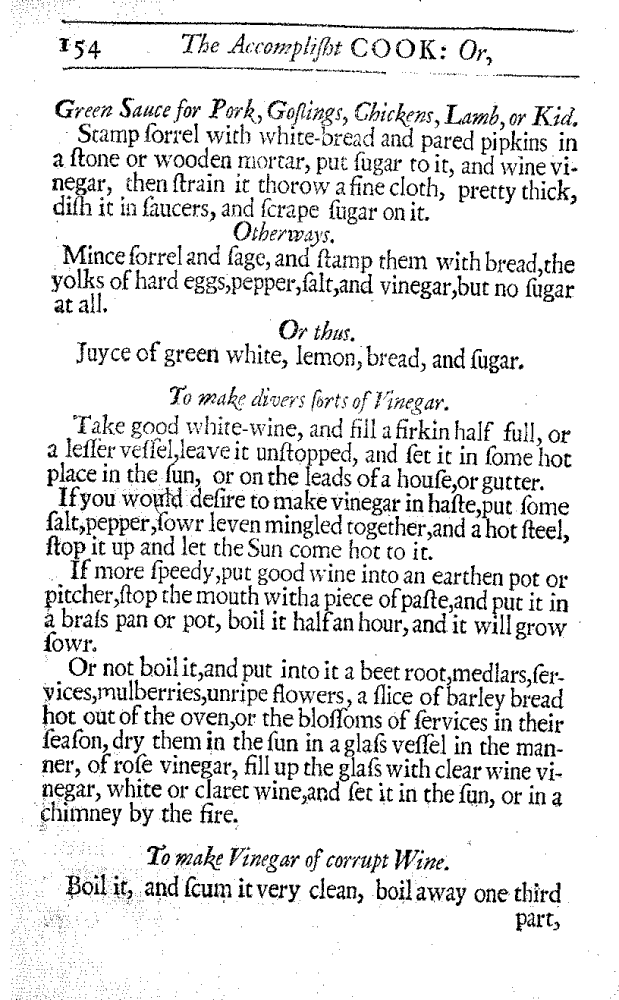 154 The Accompliſht COOK: Or,
Green Sauce for Pork, Goſlings, Chickens, Lamb, or Kid.
Stamp ſorrel with white-bread and pared pipkins in
a ſtone or wooden mortar, put ſugar to it, and wine vi-
negar, then ſtrain it thorow a fine cloth, pretty thick,
diſh it in ſaucers, and ſcrape ſugar on it.
Otherways.
Mince ſorrel and ſage, and ſtamp them with bread,the
yolks of hard eggs,pepper,ſalt,and vinegar,but no ſugar
at all.
Or thus.
Juyce of green white, lemon, bread, and ſugar.
To make divers ſorts of Vinegar.
Take good white-wine, and fill a firkin half full, or
a leſſer veſſel,leave it unſtopped, and ſet it in ſome hot
place in the ſun, or on the leads of a houſe,or gutter.
If you would deſire to make vinegar in haſte,put ſome
ſalt,pepper,ſowr leven mingled together,and a hot ſteel,
ſtop it up and let the Sun come hot to it.
If more ſpeedy,put good wine into an earthen pot or
pitcher,ſtop the mouth with a piece of paſte,and put it in
a braſs pan or pot, boil it half an hour, and it will grow
ſowr.
Or not boil it,and put into it a beet root,medlars,ſer-
vices,mulberries,unripe flowers, a ſlice of barley bread
hot out of the oven,or the bloſſoms of ſervices in their
ſeaſon, dry them in the ſun in a glaſs veſſel in the man-
ner, of roſe vinegar, fill up the glaſs with clear wine vi-
negar, white or claret wine,and ſet it in the ſun, or in a
chimney by the fire.
To make Vinegar of corrupt Wine.
Boil it, and ſcum it very clean, boil away one third
part,